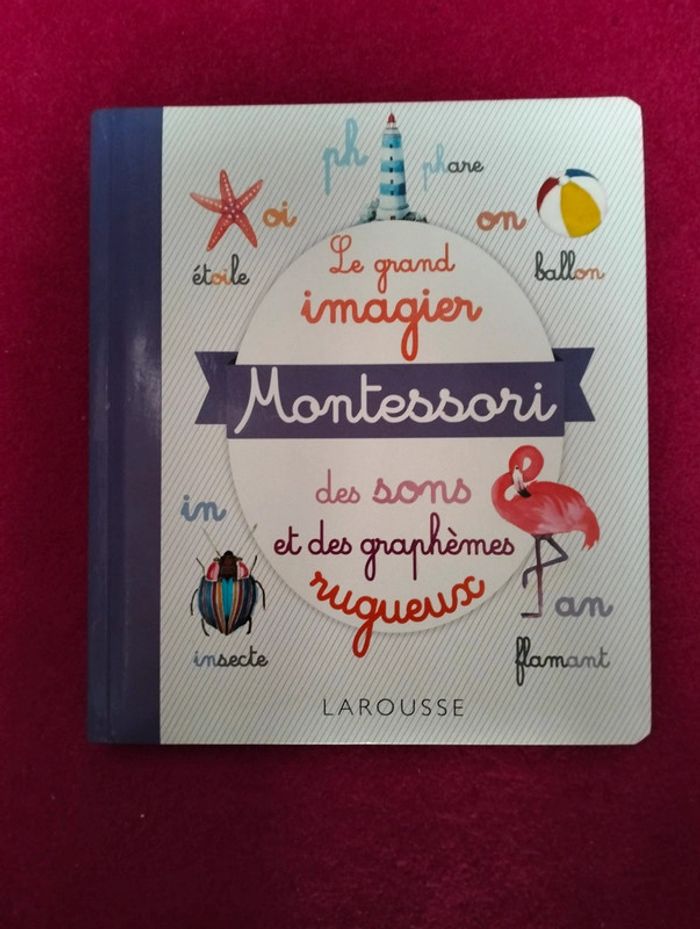 ph
phare
oi
étoile
on
ballon
Le grand
imagier
Montessori
des sons
et des graphèmes
rugueux
in
insecte
an
flamant
LAROUSSE